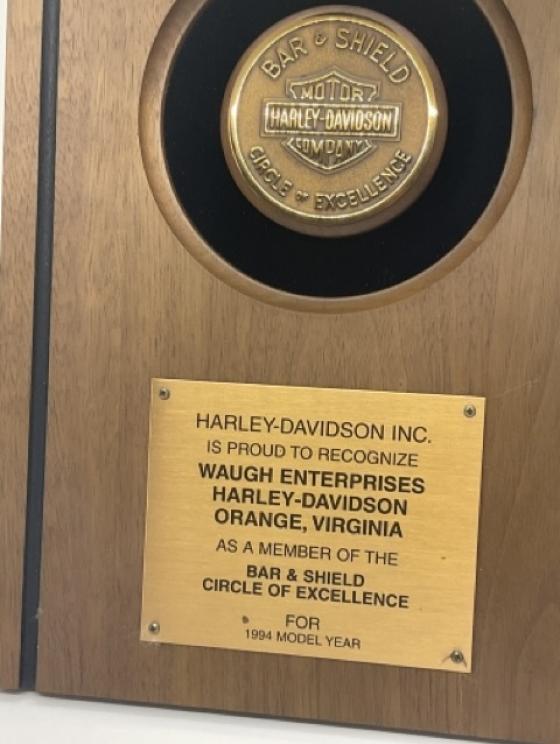 BAR & SHIELD
MOTOR
HARLEY-DAVIDSON
COMPANY
CIRCLE OF EXCELLENCE
HARLEY-DAVIDSON INC.
IS PROUD TO RECOGNIZE
WAUGH ENTERPRISES
HARLEY-DAVIDSON
ORANGE, VIRGINIA
AS A MEMBER OF THE
BAR & SHIELD
CIRCLE OF EXCELLENCE
FOR
1994 MODEL YEAR